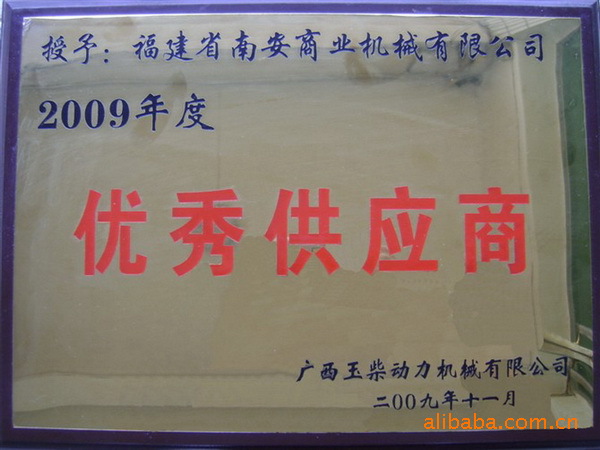 授予：福建省南安商业机械有限公司
2009年度
优秀供应商
广西玉柴动力机械有限公司
二00九年十一月
alibaba.com.cn